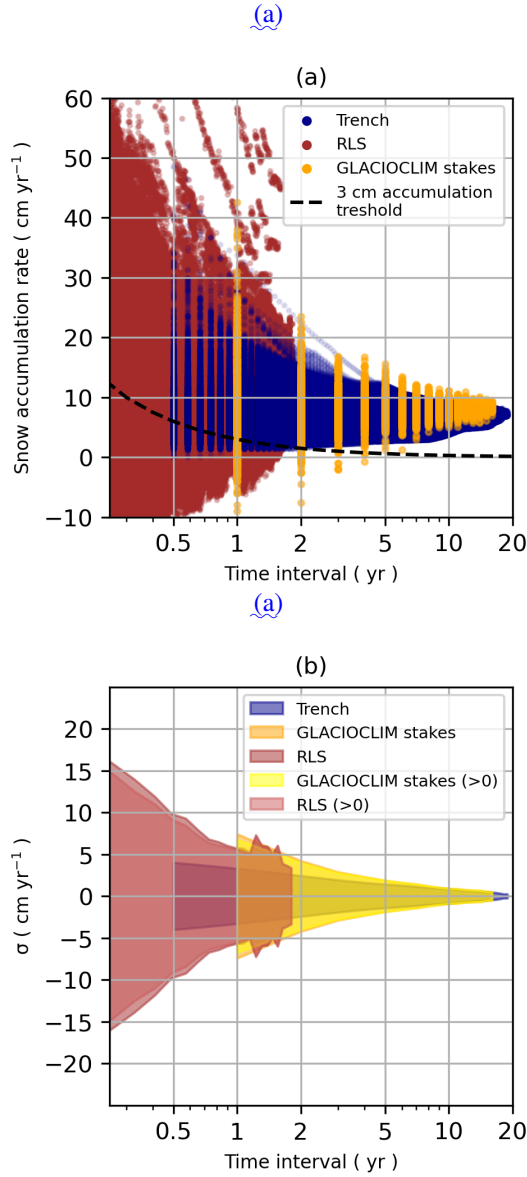 (a)
(a)
60
50
40
30
20
10
0
−10
Snow accumulation rate ( cm yr⁻¹ )
Trench
RLS
GLACIOCLIM stakes
3 cm accumulation
treshold
0.5
1
2
5
10
20
Time interval ( yr )
(a)
(b)
20
15
10
5
0
−5
−10
−15
−20
σ ( cm yr⁻¹ )
Trench
GLACIOCLIM stakes
RLS
GLACIOCLIM stakes (>0)
RLS (>0)
0.5
1
2
5
10
20
Time interval ( yr )